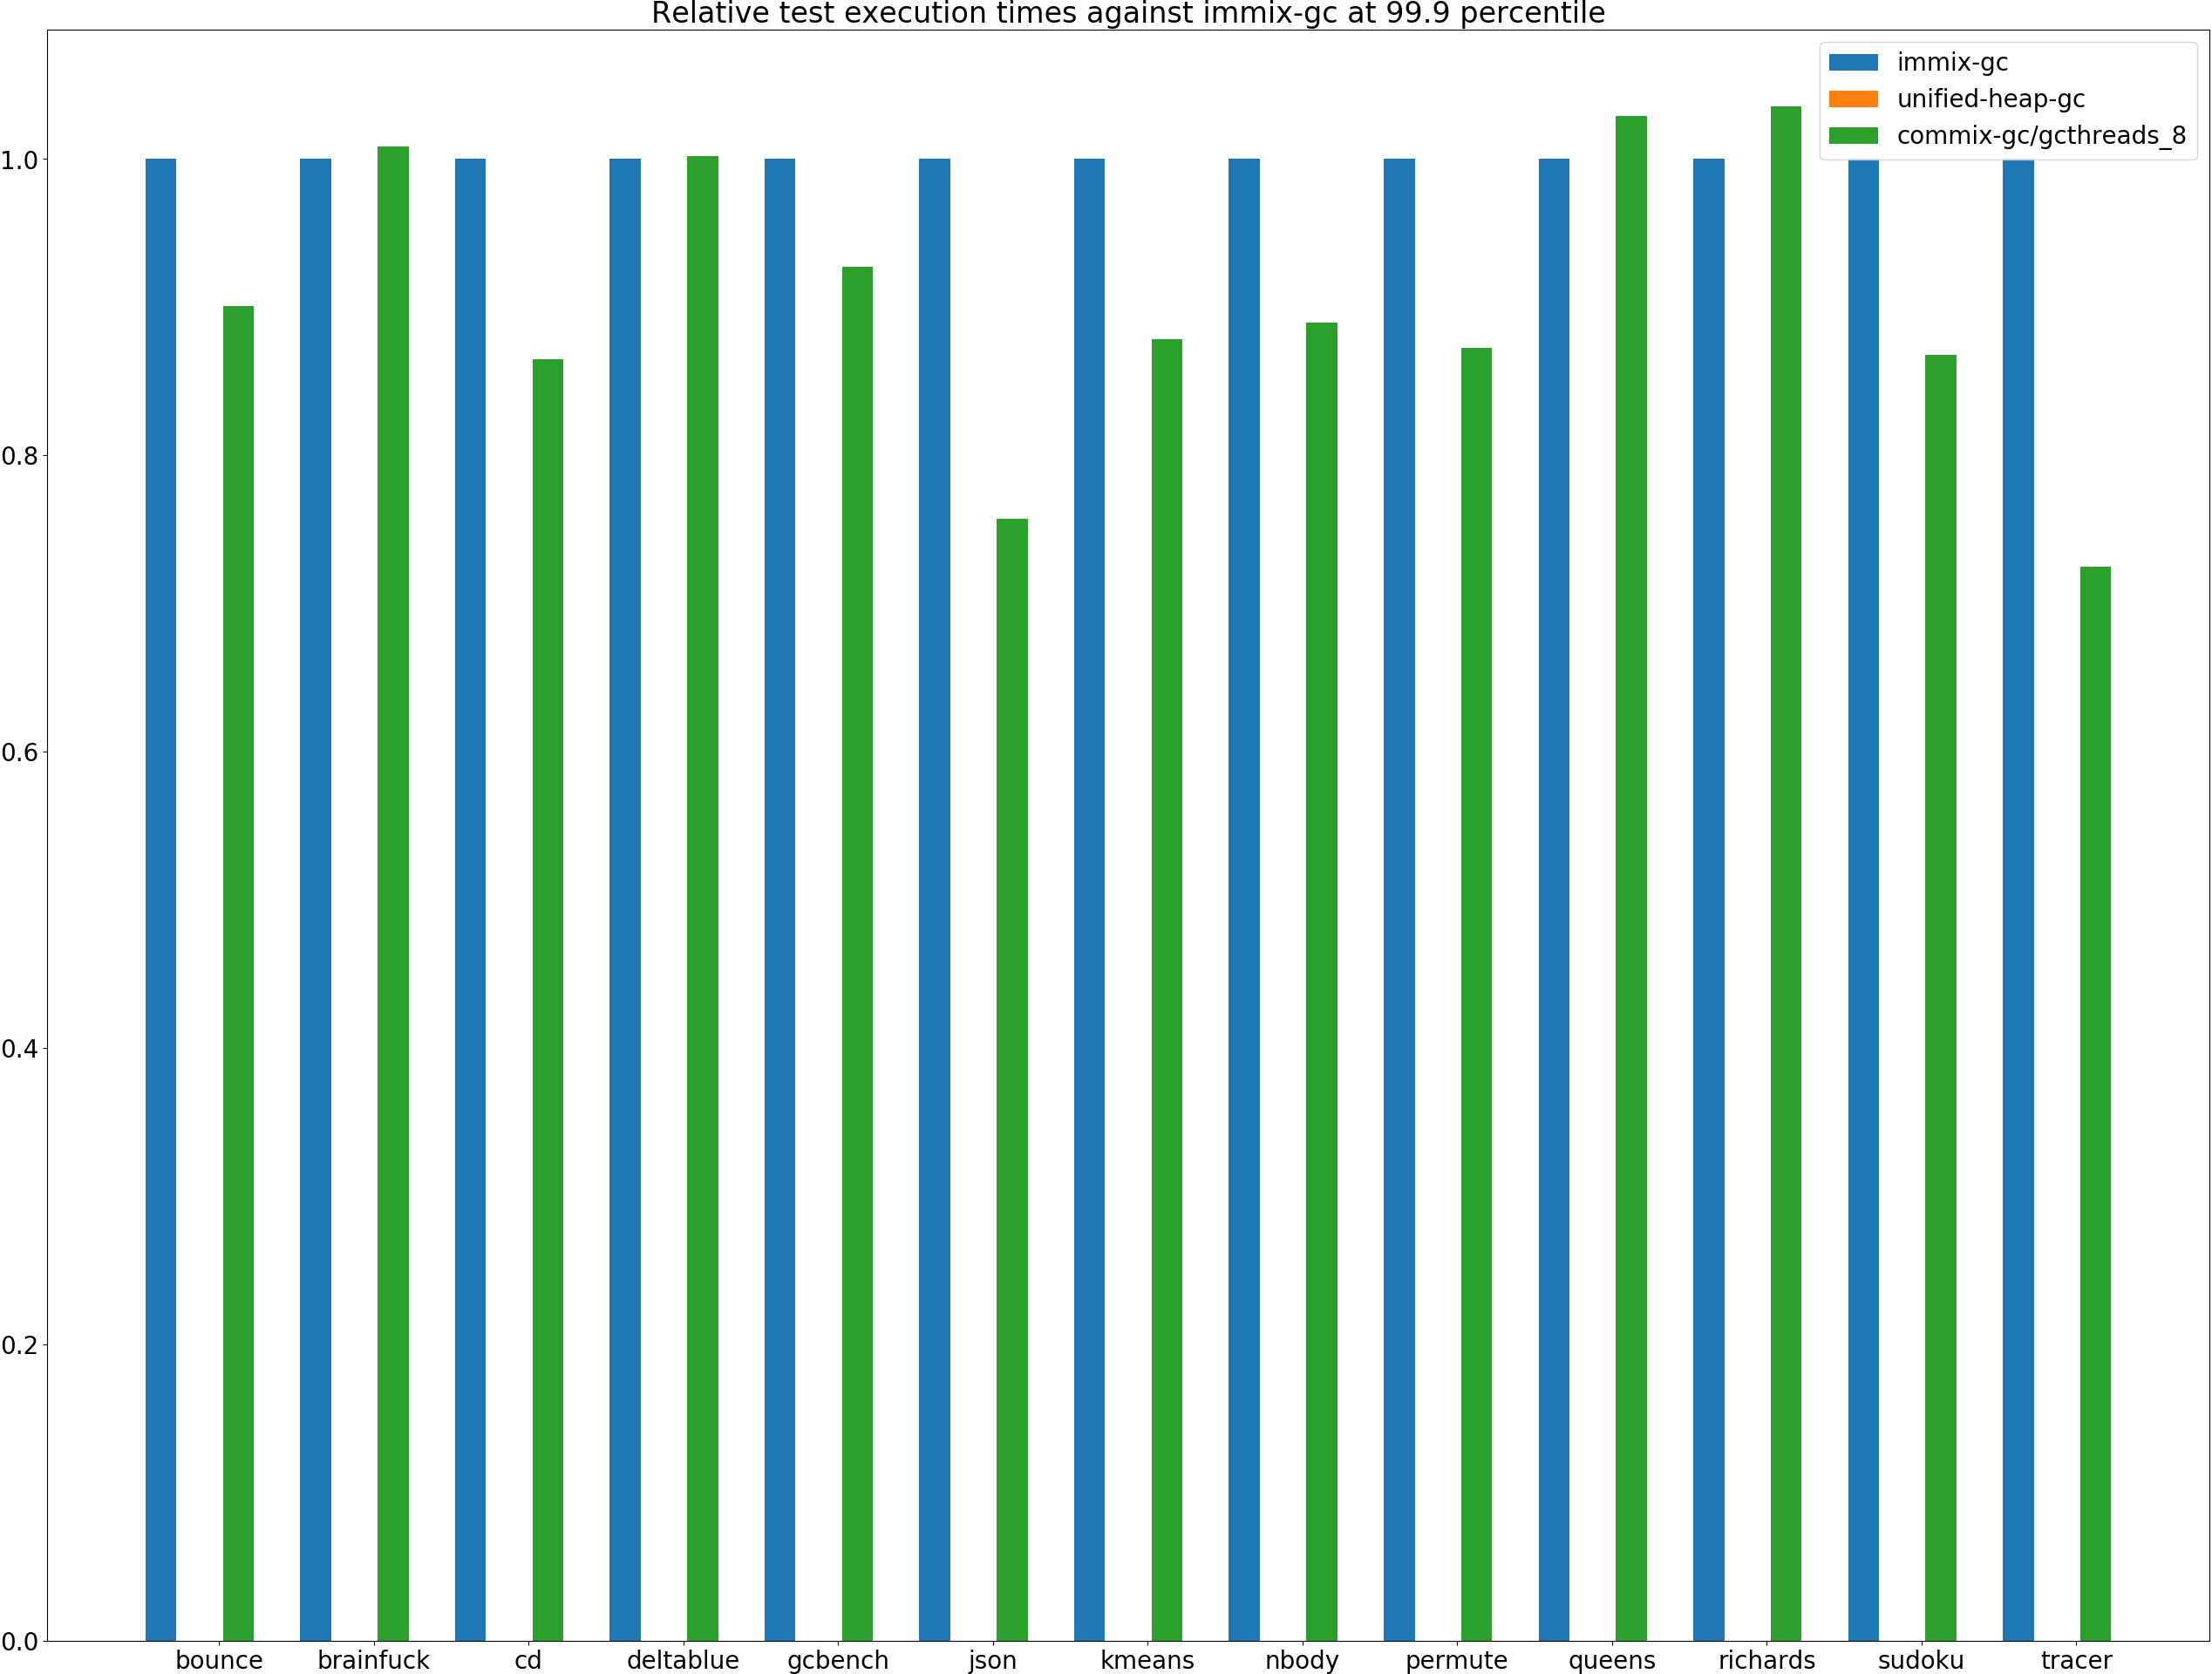 Relative test execution times against immix-gc at 99.9 percentile
immix-gc
unified-heap-gc
commix-gc/gcthreads_8
1.0
0.8
0.6
0.4
0.2
0.0
bounce brainfuck cd deltablue gcbench json kmeans nbody permute queens richards sudoku tracer